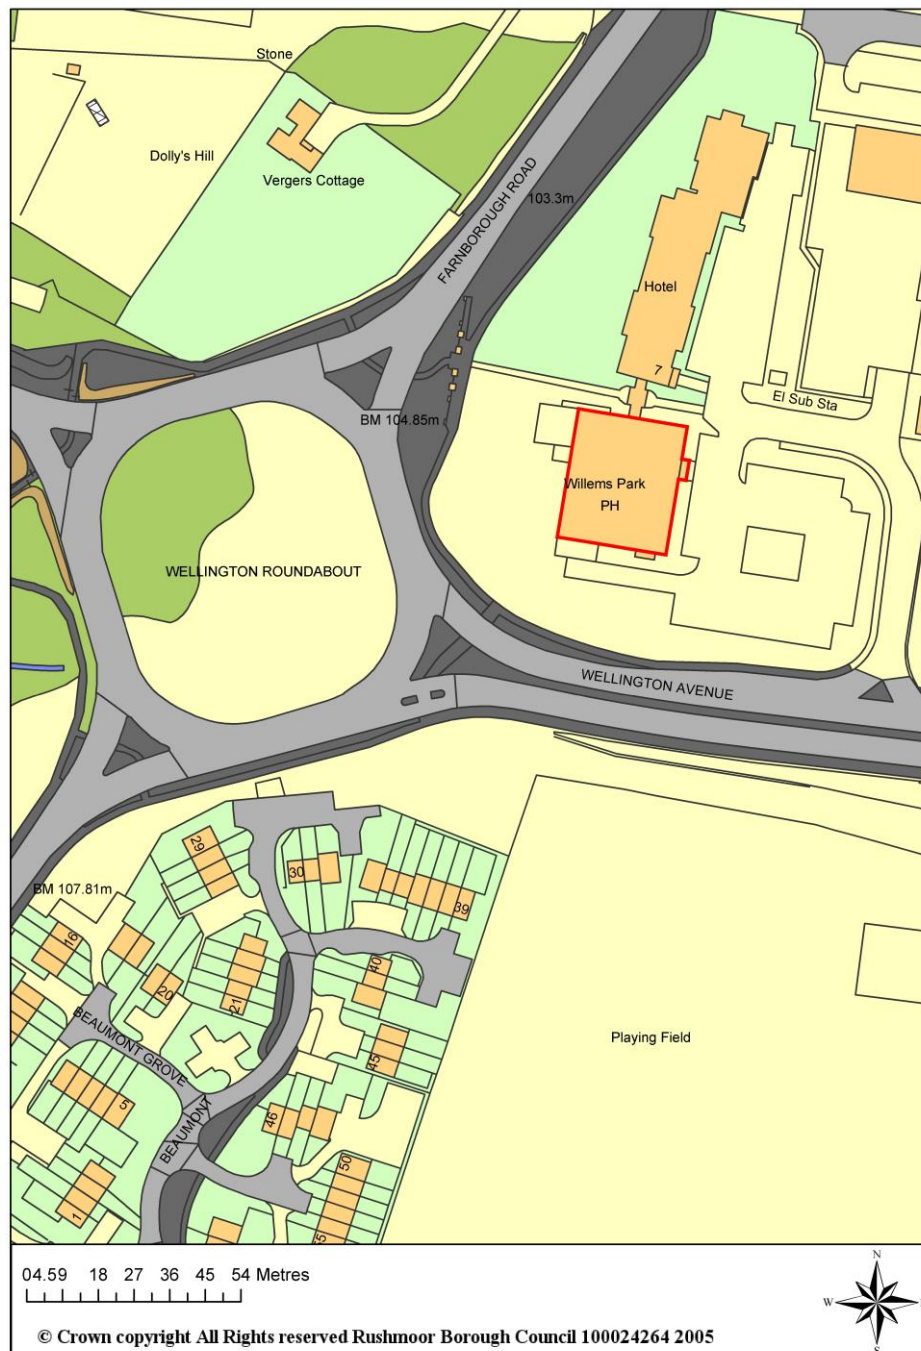 Stone
Dolly's Hill
Vergers Cottage
FARNBOROUGH ROAD
103.3m
Hotel
7
El Sub Sta
BM 104.85m
Willems Park
PH
WELLINGTON ROUNDABOUT
WELLINGTON AVENUE
29
30
39
BM 107.81m
16
20
21
40
45
Playing Field
BEAUMONT GROVE
5
BEAUMONT
46
50
1
04.59 18 27 36 45 54 Metres
N
W
S
© Crown copyright All Rights reserved Rushmoor Borough Council 100024264 2005